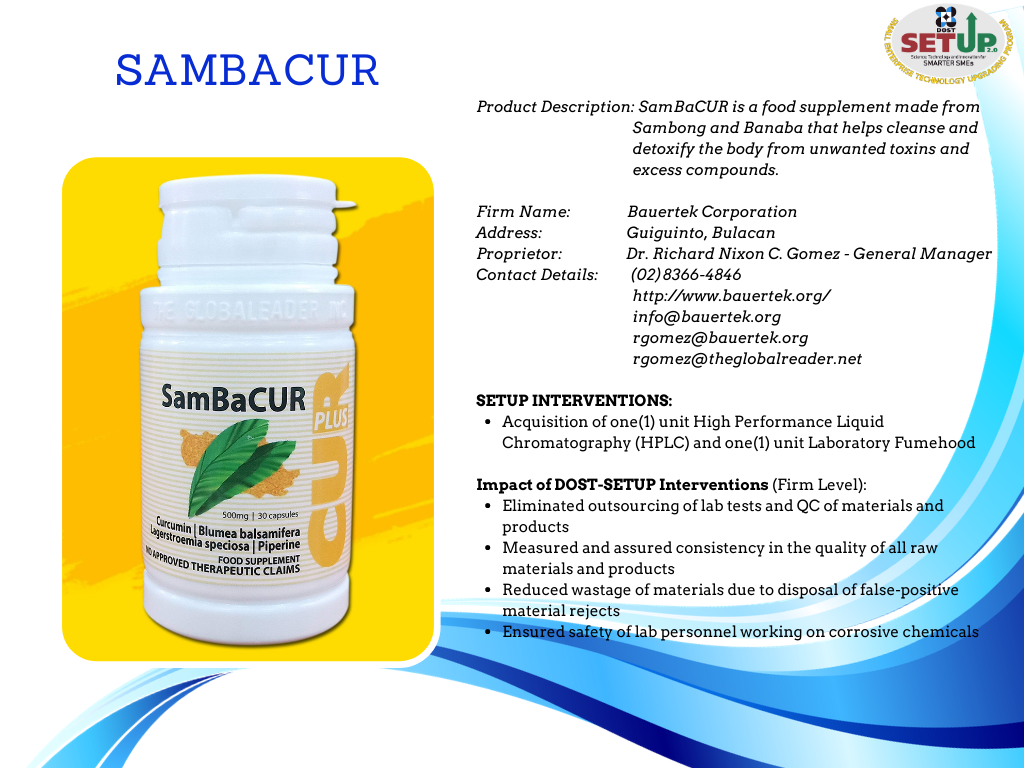 SAMBACUR
DOST
SETUP 2.0
Science Technology and Innovation for
SMARTER SMEs
SMALL ENTERPRISE TECHNOLOGY UPGRADING PROGRAM
Product Description: SamBaCUR is a food supplement made from
Sambong and Banaba that helps cleanse and
detoxify the body from unwanted toxins and
excess compounds.
Firm Name: Bauertek Corporation
Address: Guiguinto, Bulacan
Proprietor: Dr. Richard Nixon C. Gomez - General Manager
Contact Details: (02)8366-4846
http://www.bauertek.org/
info@bauertek.org
rgomez@bauertek.org
rgomez@theglobalreader.net
SETUP INTERVENTIONS:
• Acquisition of one(1) unit High Performance Liquid
Chromatography (HPLC) and one(1) unit Laboratory Fumehood
Impact of DOST-SETUP Interventions (Firm Level):
• Eliminated outsourcing of lab tests and QC of materials and
products
• Measured and assured consistency in the quality of all raw
materials and products
• Reduced wastage of materials due to disposal of false-positive
material rejects
• Ensured safety of lab personnel working on corrosive chemicals
THE GLOBALEADER INC.
SamBaCUR
PLUS
CUR
500mg | 30 capsules
Curcumin | Blumea balsamifera
Lagerstroemia speciosa | Piperine
FOOD SUPPLEMENT
NO APPROVED THERAPEUTIC CLAIMS